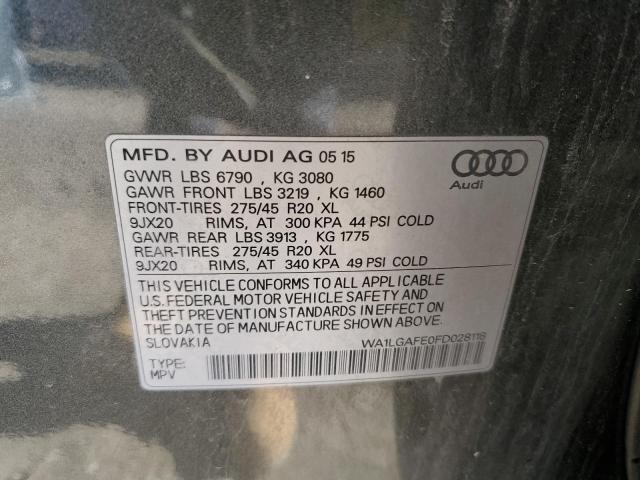 MFD. BY AUDI AG 05 15
GVWR LBS 6790 , KG 3080
GAWR FRONT LBS 3219 , KG 1460
FRONT-TIRES 275/45 R20 XL
9JX20 RIMS, AT 300 KPA 44 PSI COLD
GAWR REAR LBS 3913 , KG 1775
REAR-TIRES 275/45 R20 XL
9JX20 RIMS, AT 340 KPA 49 PSI COLD
Audi
THIS VEHICLE CONFORMS TO ALL APPLICABLE
U.S. FEDERAL MOTOR VEHICLE SAFETY AND
THEFT PREVENTION STANDARDS IN EFFECT ON
THE DATE OF MANUFACTURE SHOWN ABOVE.
SLOVAKIA WA1LGAFE0FD028116
TYPE:
MPV